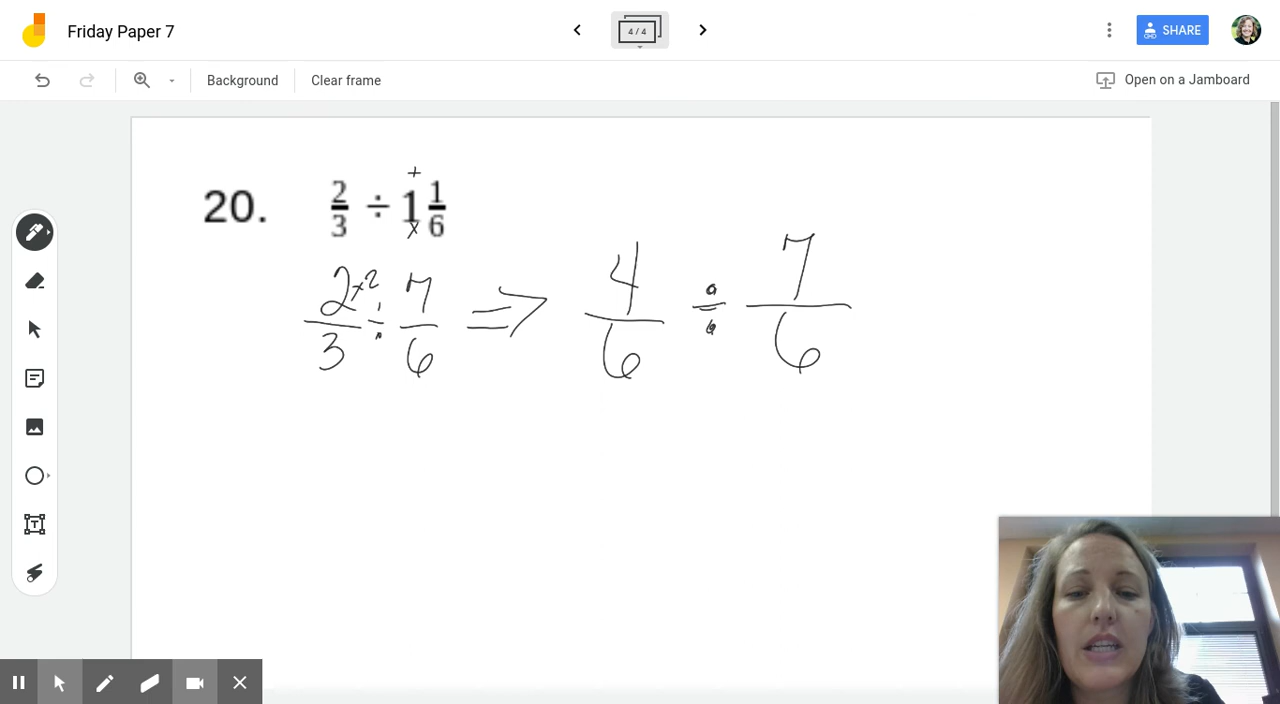 Friday Paper 7
4 / 4
SHARE
Background
Clear frame
Open on a Jamboard
20. 2/3 ÷ 1 1/6
+
x
2/3 x2 ÷ 7/6 ⇒ 4/6 ÷ 7/6